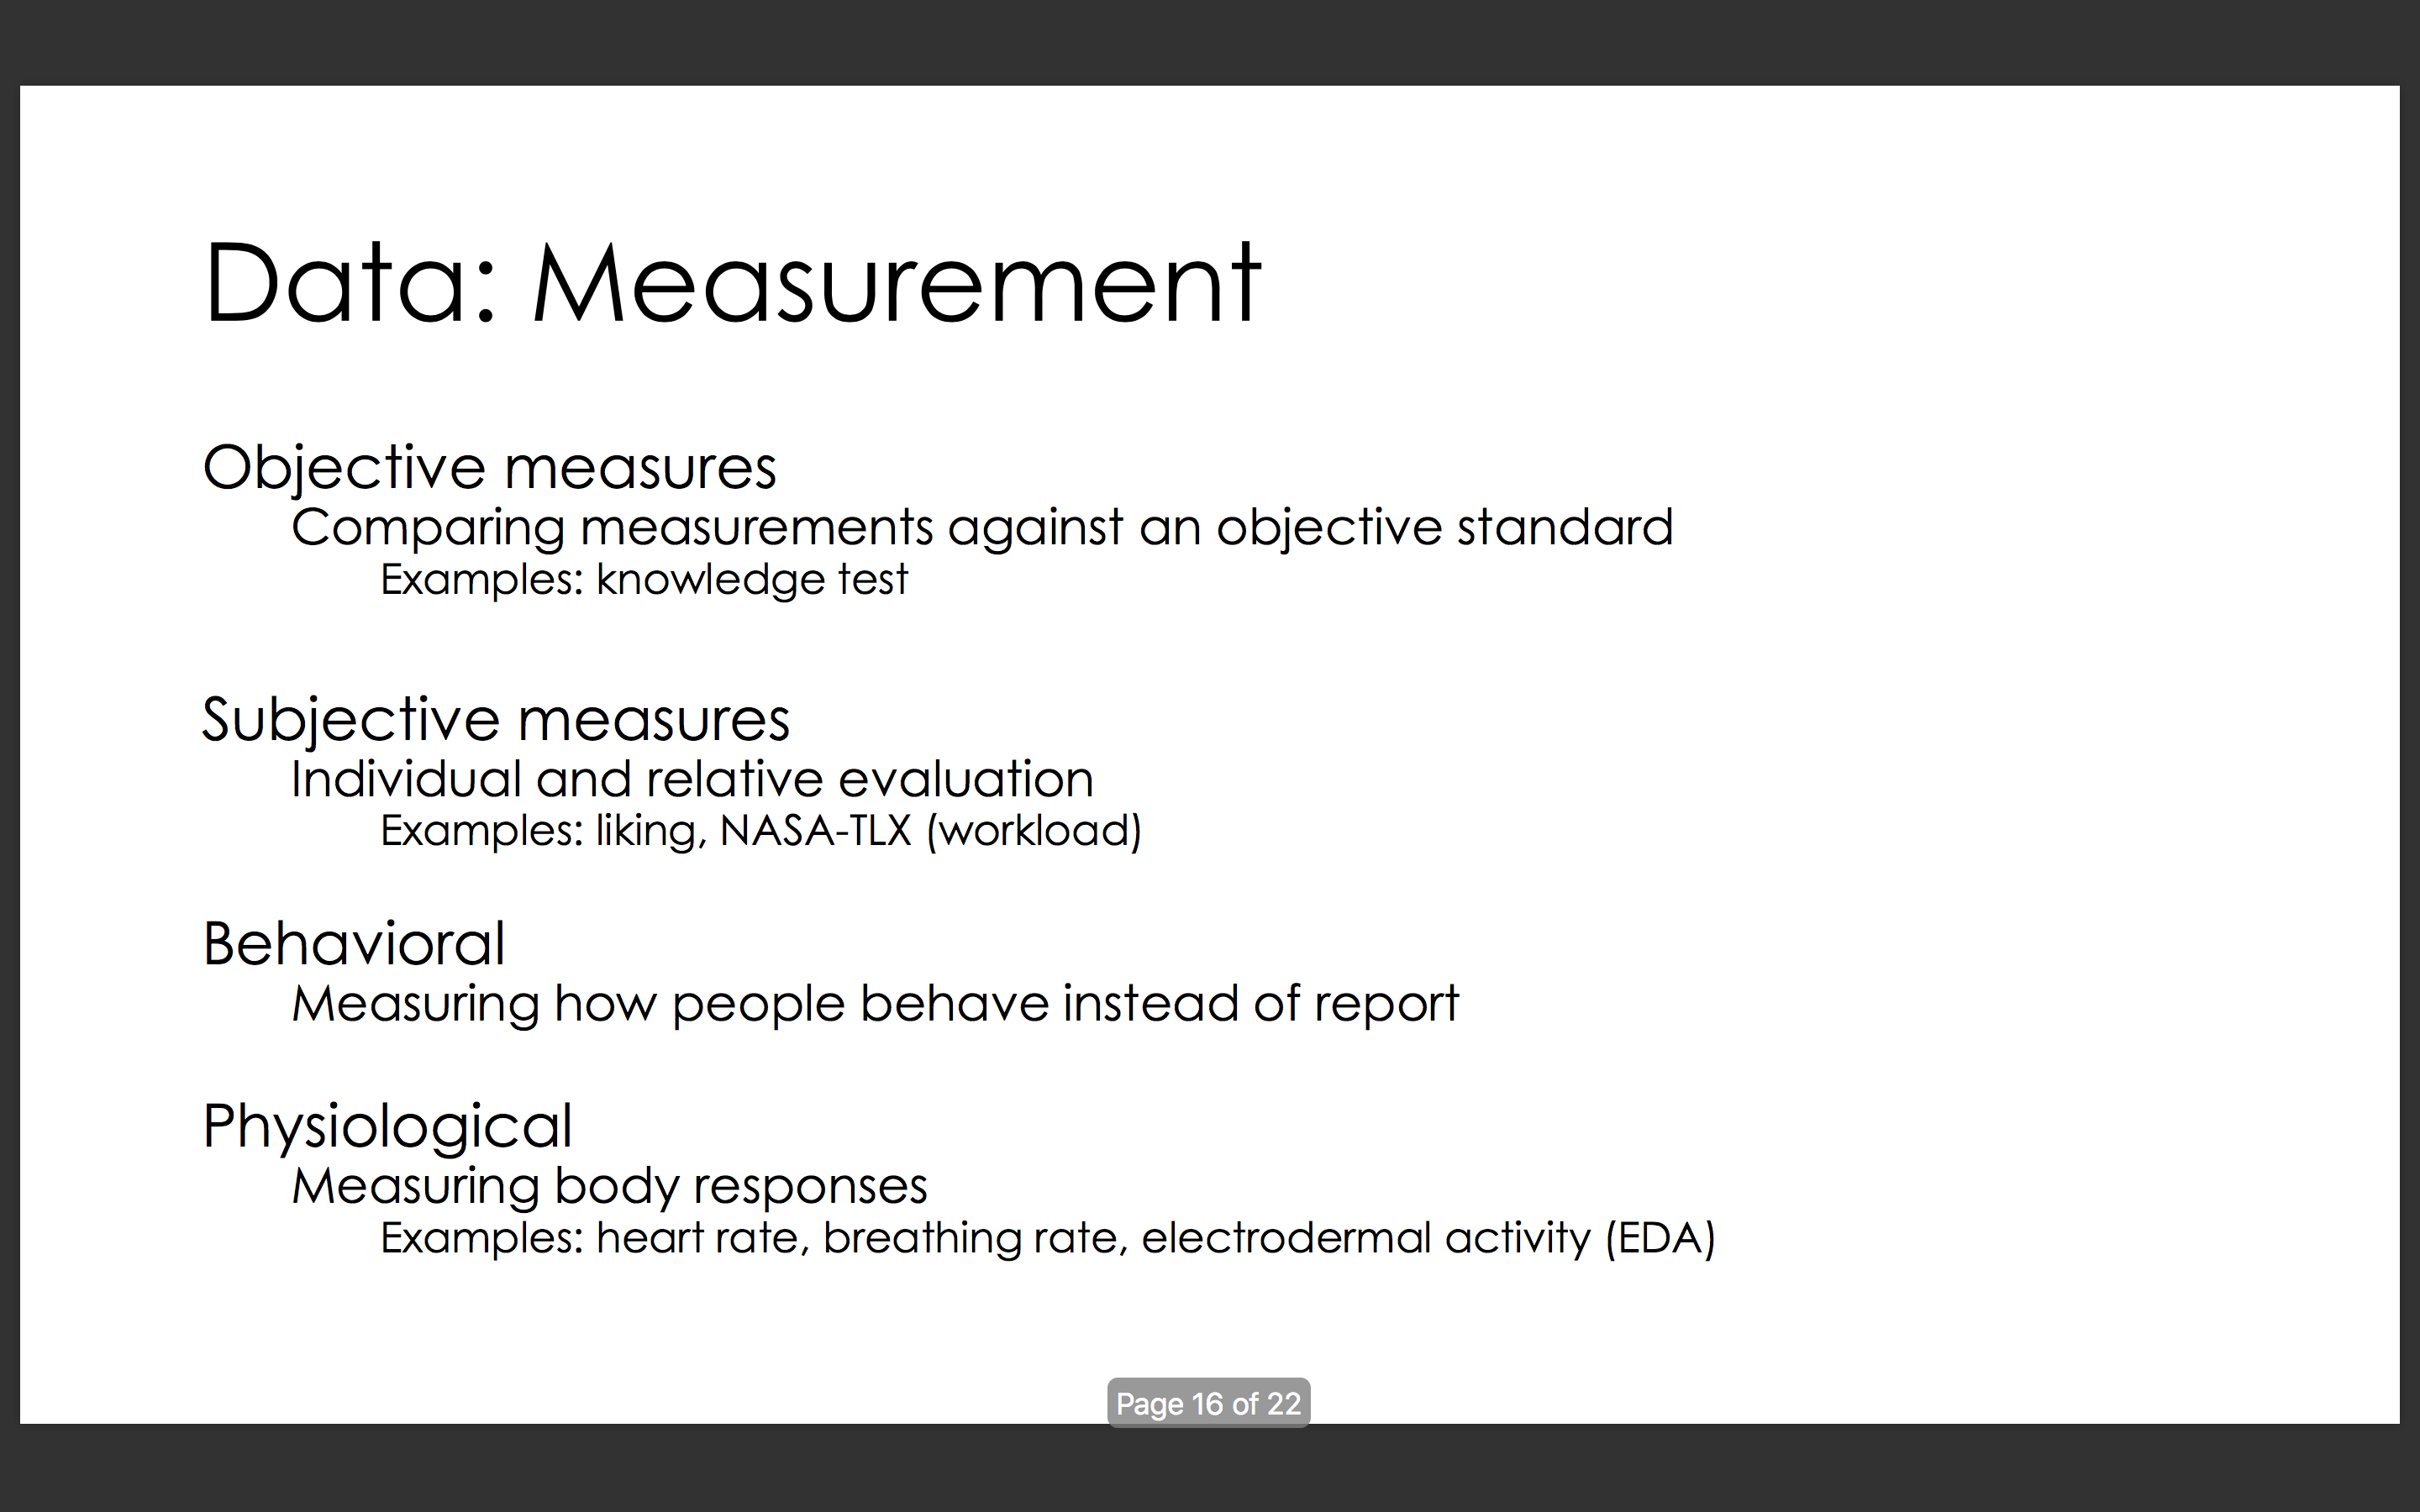 Data: Measurement
Objective measures
Comparing measurements against an objective standard
Examples: knowledge test
Subjective measures
Individual and relative evaluation
Examples: liking, NASA-TLX (workload)
Behavioral
Measuring how people behave instead of report
Physiological
Measuring body responses
Examples: heart rate, breathing rate, electrodermal activity (EDA)
Page 16 of 22